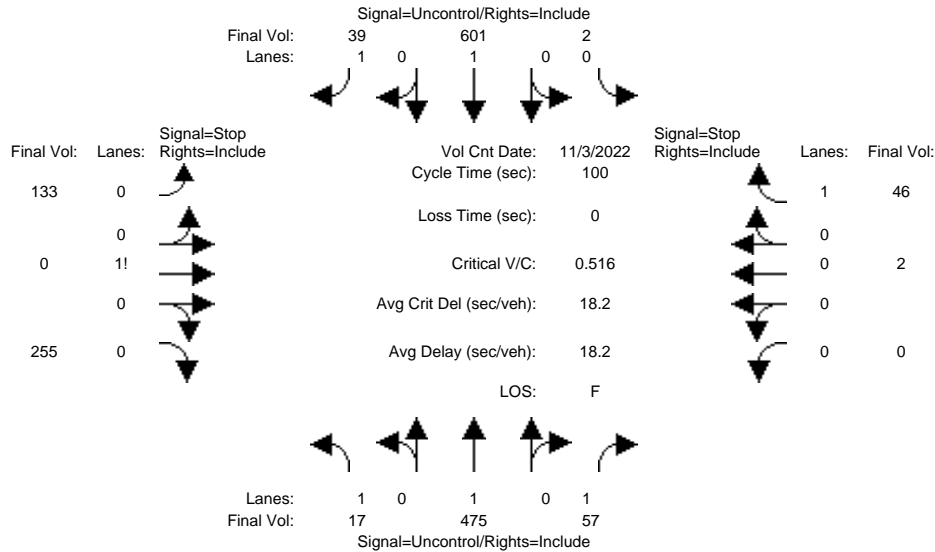 Signal=Uncontrol/Rights=Include
Final Vol: 39 601 2
Lanes: 1 0 1 0 0
Signal=Stop
Final Vol: Lanes: Rights=Include
Vol Cnt Date: 11/3/2022
Signal=Stop
Rights=Include Lanes: Final Vol:
Cycle Time (sec): 100
133 0 1 46
Loss Time (sec): 0
0 0
0 1! Critical V/C: 0.516 0 2
0 Avg Crit Del (sec/veh): 18.2 0
255 0 Avg Delay (sec/veh): 18.2 0 0
LOS: F
Lanes: 1 0 1 0 1
Final Vol: 17 475 57
Signal=Uncontrol/Rights=Include